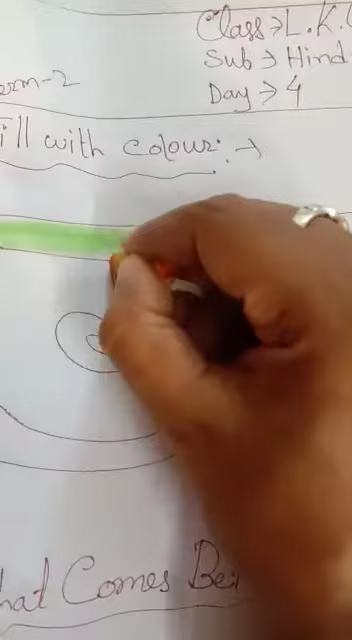 Class → L.K.
Sub → Hind
erm-2
Day → 4
ill with colour: →
hat Comes Be